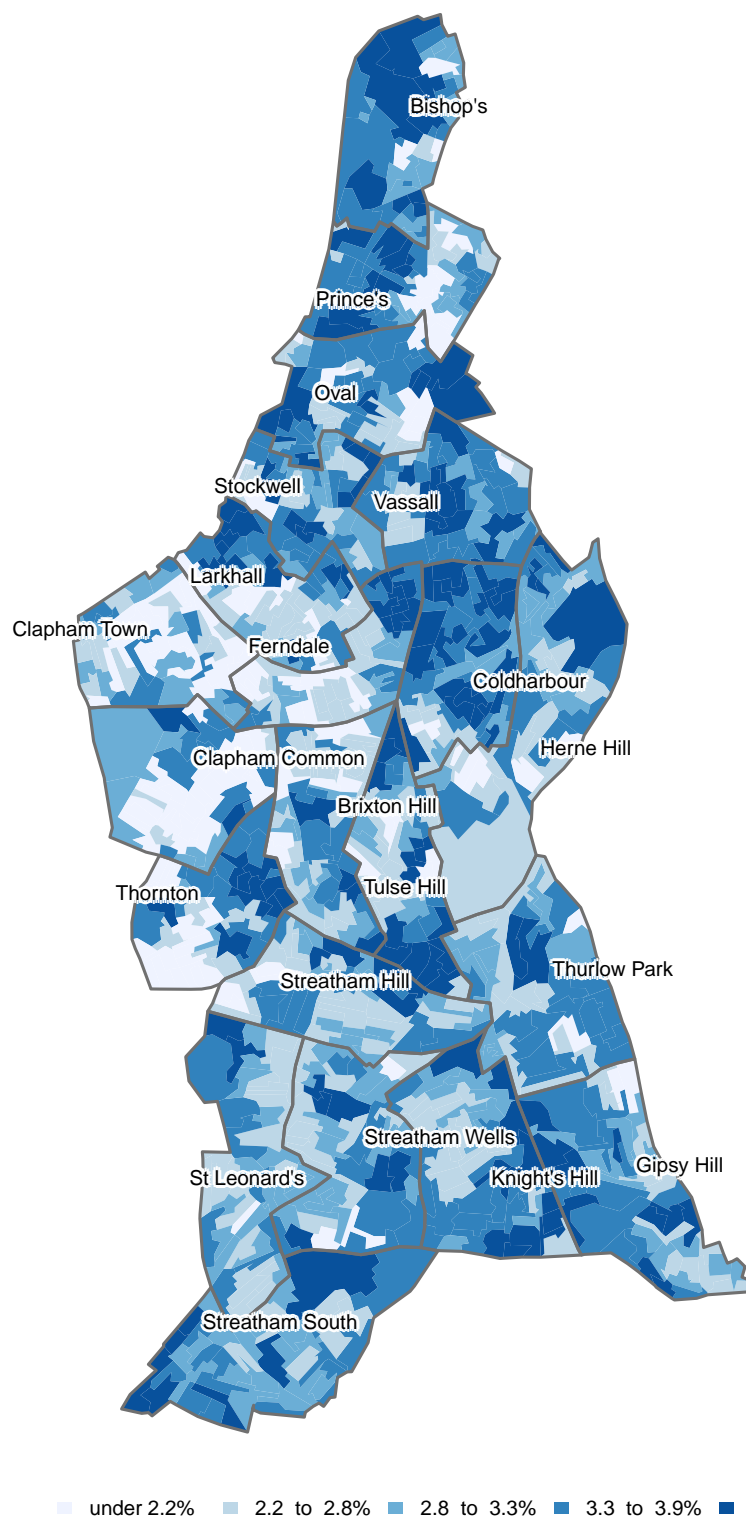 Bishop's
Prince's
Oval
Stockwell
Vassall
Larkhall
Clapham Town
Ferndale
Coldharbour
Herne Hill
Clapham Common
Brixton Hill
Tulse Hill
Thornton
Thurlow Park
Streatham Hill
Streatham Wells
Gipsy Hill
St Leonard's
Knight's Hill
Streatham South
under 2.2% 2.2 to 2.8% 2.8 to 3.3% 3.3 to 3.9%